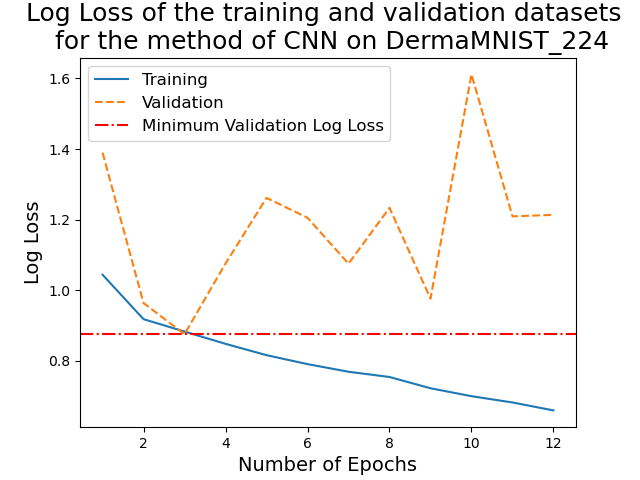 Log Loss of the training and validation datasets
for the method of CNN on DermaMNIST_224
Training
Validation
Minimum Validation Log Loss
Log Loss
1.6
1.4
1.2
1.0
0.8
2 4 6 8 10 12
Number of Epochs